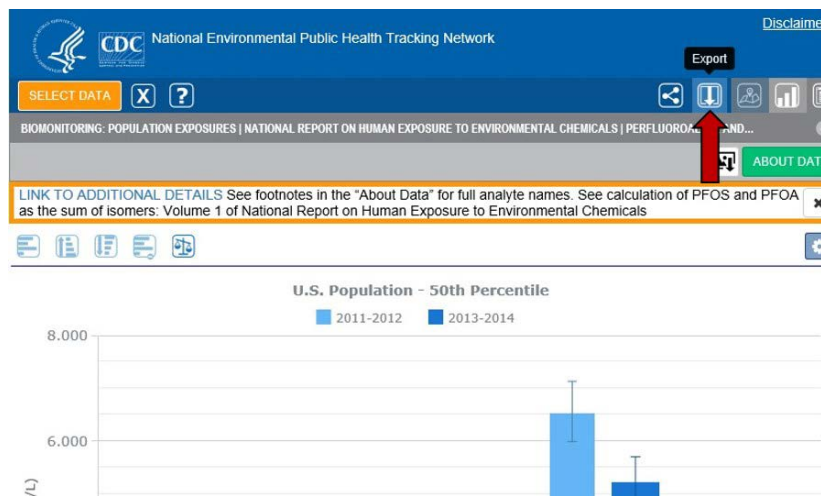 Disclaime
CDC National Environmental Public Health Tracking Network
Export
SELECT DATA X ?
BIOMONITORING: POPULATION EXPOSURES | NATIONAL REPORT ON HUMAN EXPOSURE TO ENVIRONMENTAL CHEMICALS | PERFLUOROAL AND...
ABOUT DAT
LINK TO ADDITIONAL DETAILS See footnotes in the “About Data” for full analyte names. See calculation of PFOS and PFOA
as the sum of isomers: Volume 1 of National Report on Human Exposure to Environmental Chemicals
U.S. Population - 50th Percentile
2011-2012 2013-2014
8.000
6.000
/L)